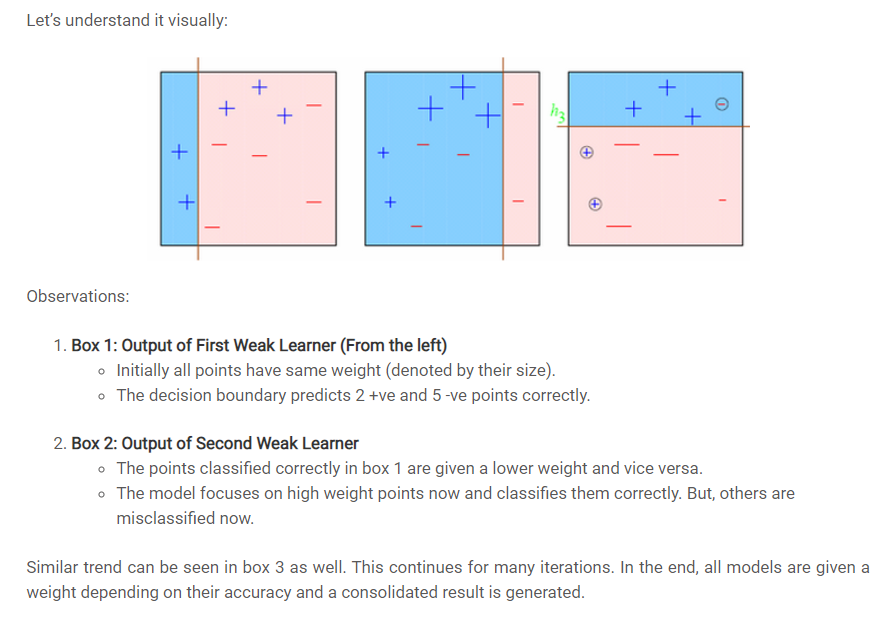 Let's understand it visually:
h3
Observations:
1. Box 1: Output of First Weak Learner (From the left)
Initially all points have same weight (denoted by their size).
The decision boundary predicts 2 +ve and 5 -ve points correctly.
2. Box 2: Output of Second Weak Learner
The points classified correctly in box 1 are given a lower weight and vice versa.
The model focuses on high weight points now and classifies them correctly. But, others are
misclassified now.
Similar trend can be seen in box 3 as well. This continues for many iterations. In the end, all models are given a
weight depending on their accuracy and a consolidated result is generated.